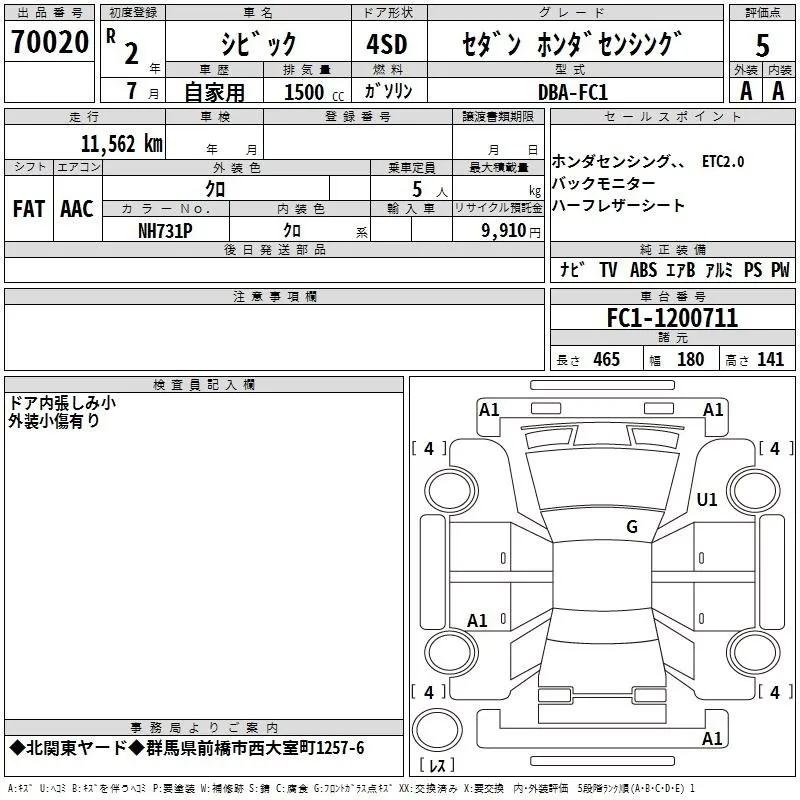 出品番号 初度登録 車名 ドア形状 グレード 評価点
70020 R 2 年 シビック 4SD セダン ホンダセンシング 5
車歴 排気量 燃料 型式 外装 内装
7 月 自家用 1500 CC ガソリン DBA-FC1 A A
走行 車検 登録番号 譲渡書類期限 セールスポイント
11,562 km 年 月 月 日
シフト エアコン 外装色 乗車定員 最大積載量
ホンダセンシング、、 ETC2.0
クロ 5 人 kg
バックモニター
FAT AAC カラーNo. 内装色 輸入車 リサイクル預託金
ハーフレザーシート
NH731P クロ 系 9,910 円
後日発送部品 純正装備
ナビ TV ABS エアB アルミ PS PW
注意事項欄 車台番号
FC1-1200711
諸元
長さ 465 幅 180 高さ 141
検査員記入欄
ドア内張しみ小
外装小傷有り
A1 A1
[ 4 ] [ 4 ]
U1
G
A1
[ 4 ] [ 4 ]
A1
[ レス ]
事務局よりご案内
◆北関東ヤード◆群馬県前橋市西大室町1257-6
A:キズ U:ヘコミ B:キズを伴うヘコミ P:要塗装 W:補修跡 S:錆 C:腐食 G:フロントガラス点キズ XX:交換済み X:要交換 内・外装評価 5段階ランク順(A・B・C・D・E) 1